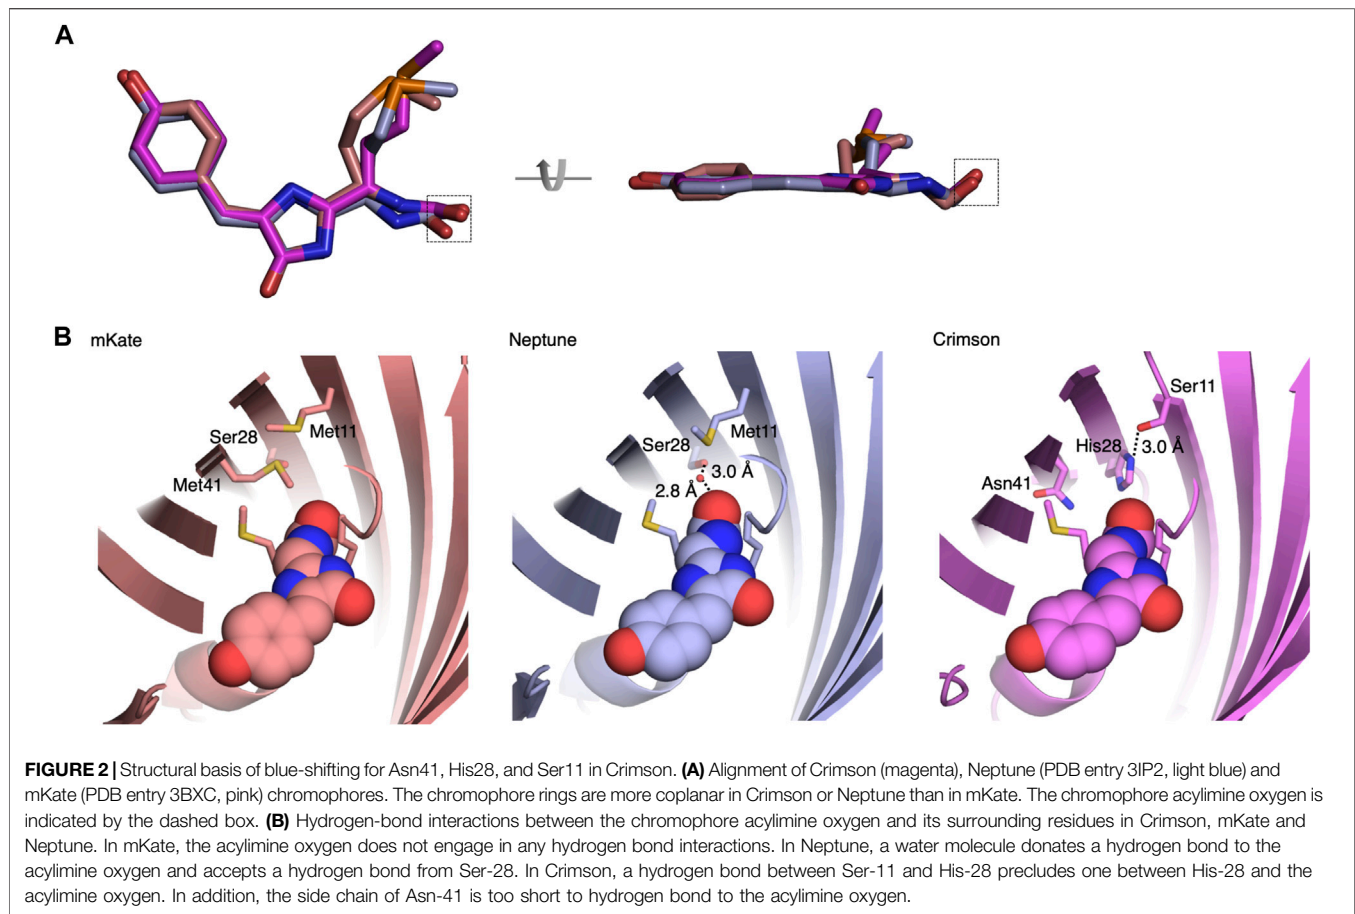 A
B
mKate
Neptune
Crimson
Ser28
Met11
Met41
Ser28
Met11
3.0 Å
2.8 Å
Ser11
His28
3.0 Å
Asn41
FIGURE 2 | Structural basis of blue-shifting for Asn41, His28, and Ser11 in Crimson. (A) Alignment of Crimson (magenta), Neptune (PDB entry 3IP2, light blue) and
mKate (PDB entry 3BXC, pink) chromophores. The chromophore rings are more coplanar in Crimson or Neptune than in mKate. The chromophore acylimine oxygen is
indicated by the dashed box. (B) Hydrogen-bond interactions between the chromophore acylimine oxygen and its surrounding residues in Crimson, mKate and
Neptune. In mKate, the acylimine oxygen does not engage in any hydrogen bond interactions. In Neptune, a water molecule donates a hydrogen bond to the
acylimine oxygen and accepts a hydrogen bond from Ser-28. In Crimson, a hydrogen bond between Ser-11 and His-28 precludes one between His-28 and the
acylimine oxygen. In addition, the side chain of Asn-41 is too short to hydrogen bond to the acylimine oxygen.